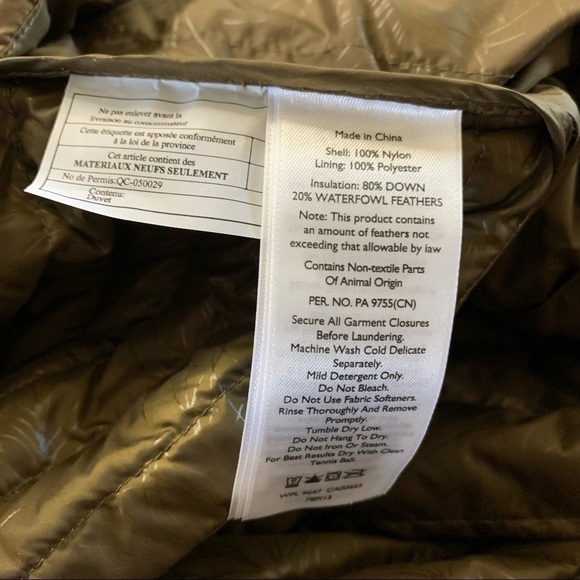 Ne pas enlever avant la
livraison au consommateur
Cette étiquette est apposée conformément
à la loi de la province
Cet article contient des
MATERIAUX NEUFS SEULEMENT
No de Permis:QC-050029
Contenu:
Duvet
Made in China
Shell: 100% Nylon
Lining: 100% Polyester
Insulation: 80% DOWN
20% WATERFOWL FEATHERS
Note: This product contains
an amount of feathers not
exceeding that allowable by law
Contains Non-textile Parts
Of Animal Origin
PER. NO. PA 9755(CN)
Secure All Garment Closures
Before Laundering.
Machine Wash Cold Delicate
Separately.
Mild Detergent Only.
Do Not Bleach.
Do Not Use Fabric Softeners.
Rinse Thoroughly And Remove
Promptly.
Tumble Dry Low.
Do Not Hang To Dry.
Do Not Iron Or Steam.
For Best Results Dry With Clean
Tennis Ball.
WPL 9647